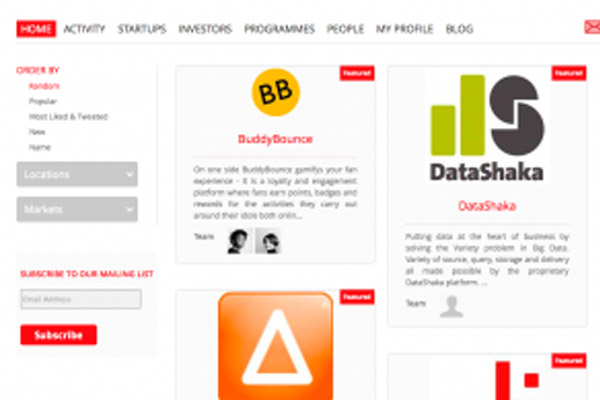 HOME ACTIVITY STARTUPS INVESTORS PROGRAMMES PEOPLE MY PROFILE BLOG
ORDER BY
Random
Popular
Most Liked & Tweeted
New
Name
Locations
Markets
SUBSCRIBE TO OUR MAILING LIST
Email Address
Subscribe
Featured
BB
BuddyBounce
On one side BuddyBounce gamifys your fan
experience - it is a loyalty and engagement
platform where fans earn points, badges and
rewards for the activities they carry out
around their idols both onlin...
Team
Featured
DataShaka
DataShaka
Putting data at the heart of business by
solving the Variety problem in Big Data.
Variety of source, query, storage and delivery
all made possible by the proprietary
DataShaka platform. ...
Team
Featured
Featured